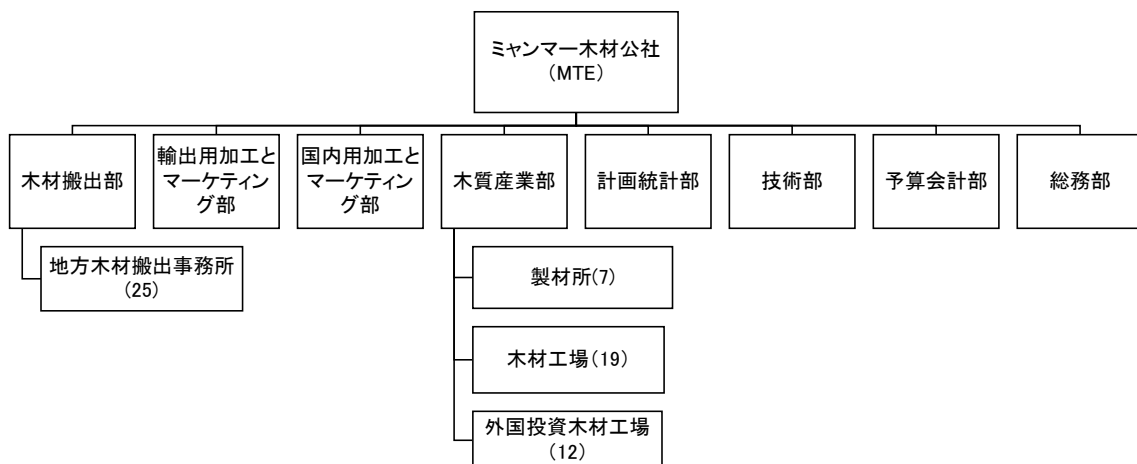 ミャンマー木材公社
(MTE)
木材搬出部
輸出用加工と
マーケティン
グ部
国内用加工と
マーケティン
グ部
木質産業部
計画統計部
技術部
予算会計部
総務部
地方木材搬出事務所
(25)
製材所(7)
木材工場(19)
外国投資木材工場
(12)